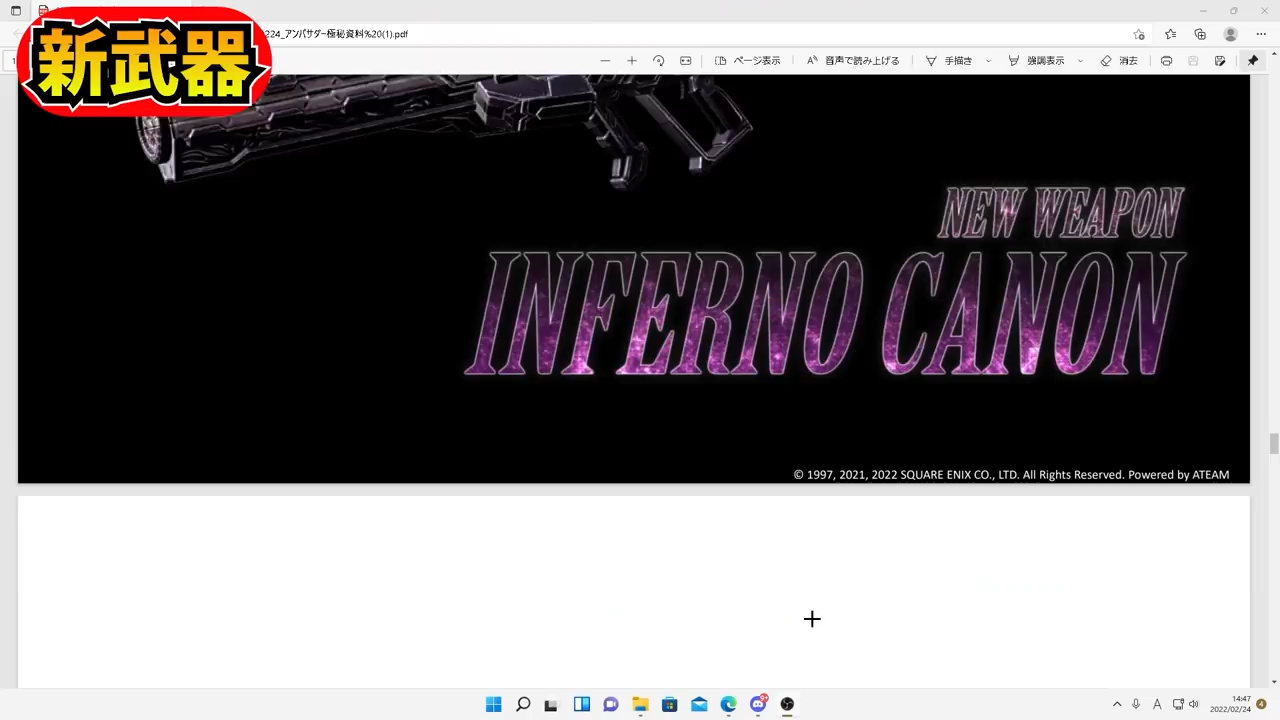 新武器
224_アンバサダー極秘資料%20(1).pdf
ページ表示
音声で読み上げる
手描き
強調表示
消去
NEW WEAPON
INFERNO CANON
© 1997, 2021, 2022 SQUARE ENIX CO., LTD. All Rights Reserved. Powered by ATEAM
A
14:47
2022/02/24
4